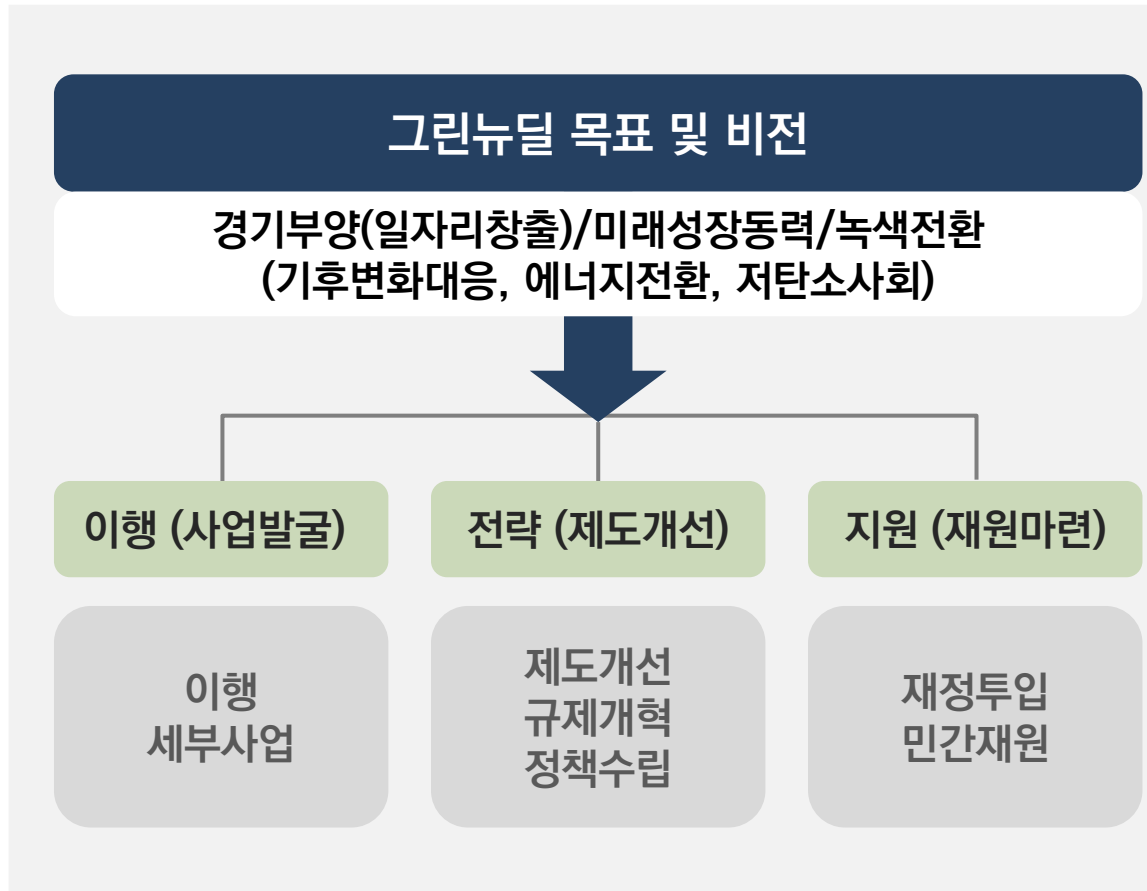 그린뉴딜 목표 및 비전
경기부양(일자리창출)/미래성장동력/녹색전환
(기후변화대응, 에너지전환, 저탄소사회)
이행 (사업발굴)
전략 (제도개선)
지원 (재원마련)
이행
세부사업
제도개선
규제개혁
정책수립
재정투입
민간재원